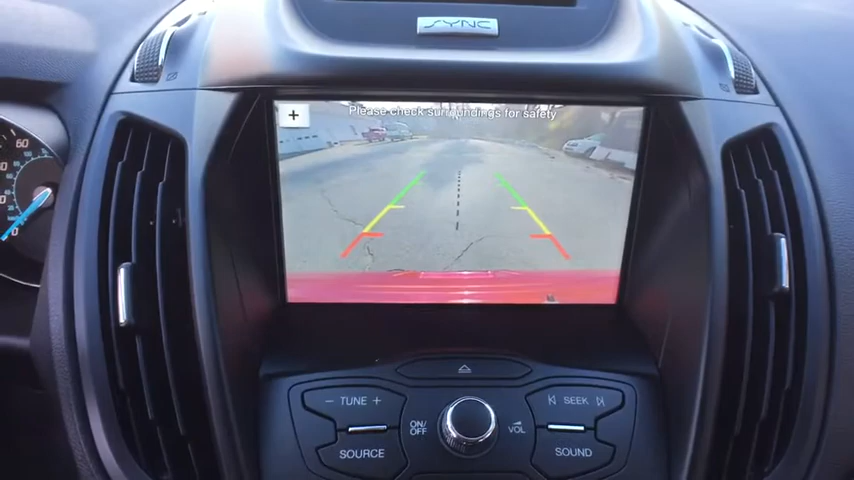 SYNC
+
Please check surroundings for safety
- TUNE +
SEEK
ON/
OFF
VOL
SOURCE
SOUND